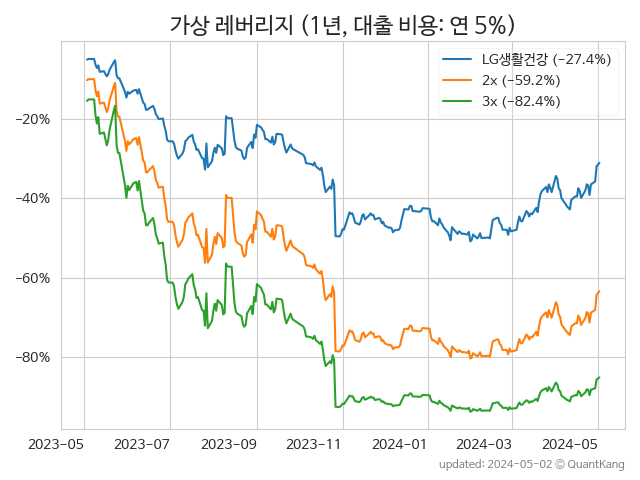 가상 레버리지 (1년, 대출 비용: 연 5%)
LG생활건강 (−27.4%)
2x (−59.2%)
3x (−82.4%)
−20%
−40%
−60%
−80%
2023-05 2023-07 2023-09 2023-11 2024-01 2024-03 2024-05
updated: 2024-05-02 © QuantKang